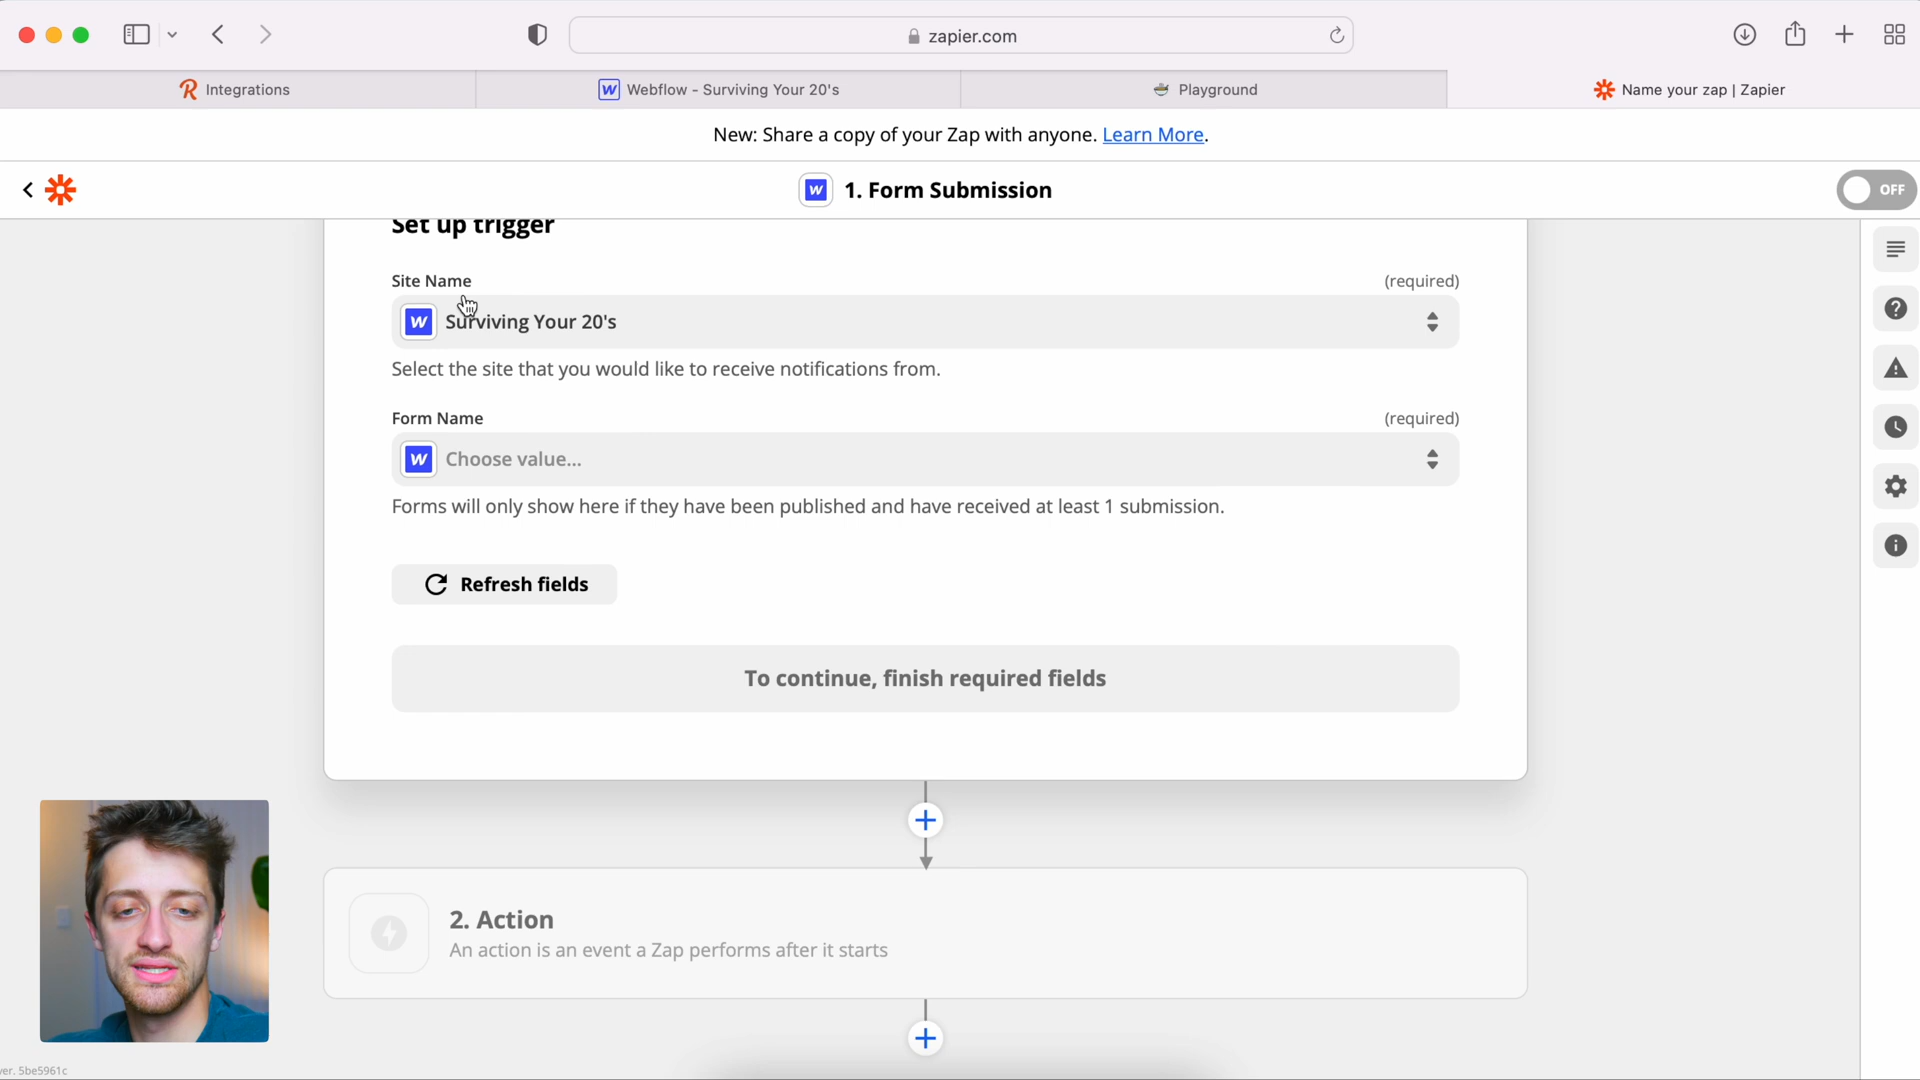 zapier.com
Integrations
Webflow - Surviving Your 20's
Playground
Name your zap | Zapier
New: Share a copy of your Zap with anyone. Learn More.
1. Form Submission
OFF
Set up trigger
Site Name
(required)
Surviving Your 20's
Select the site that you would like to receive notifications from.
Form Name
(required)
Choose value...
Forms will only show here if they have been published and have received at least 1 submission.
Refresh fields
To continue, finish required fields
2. Action
An action is an event a Zap performs after it starts
ver. 5be5961c